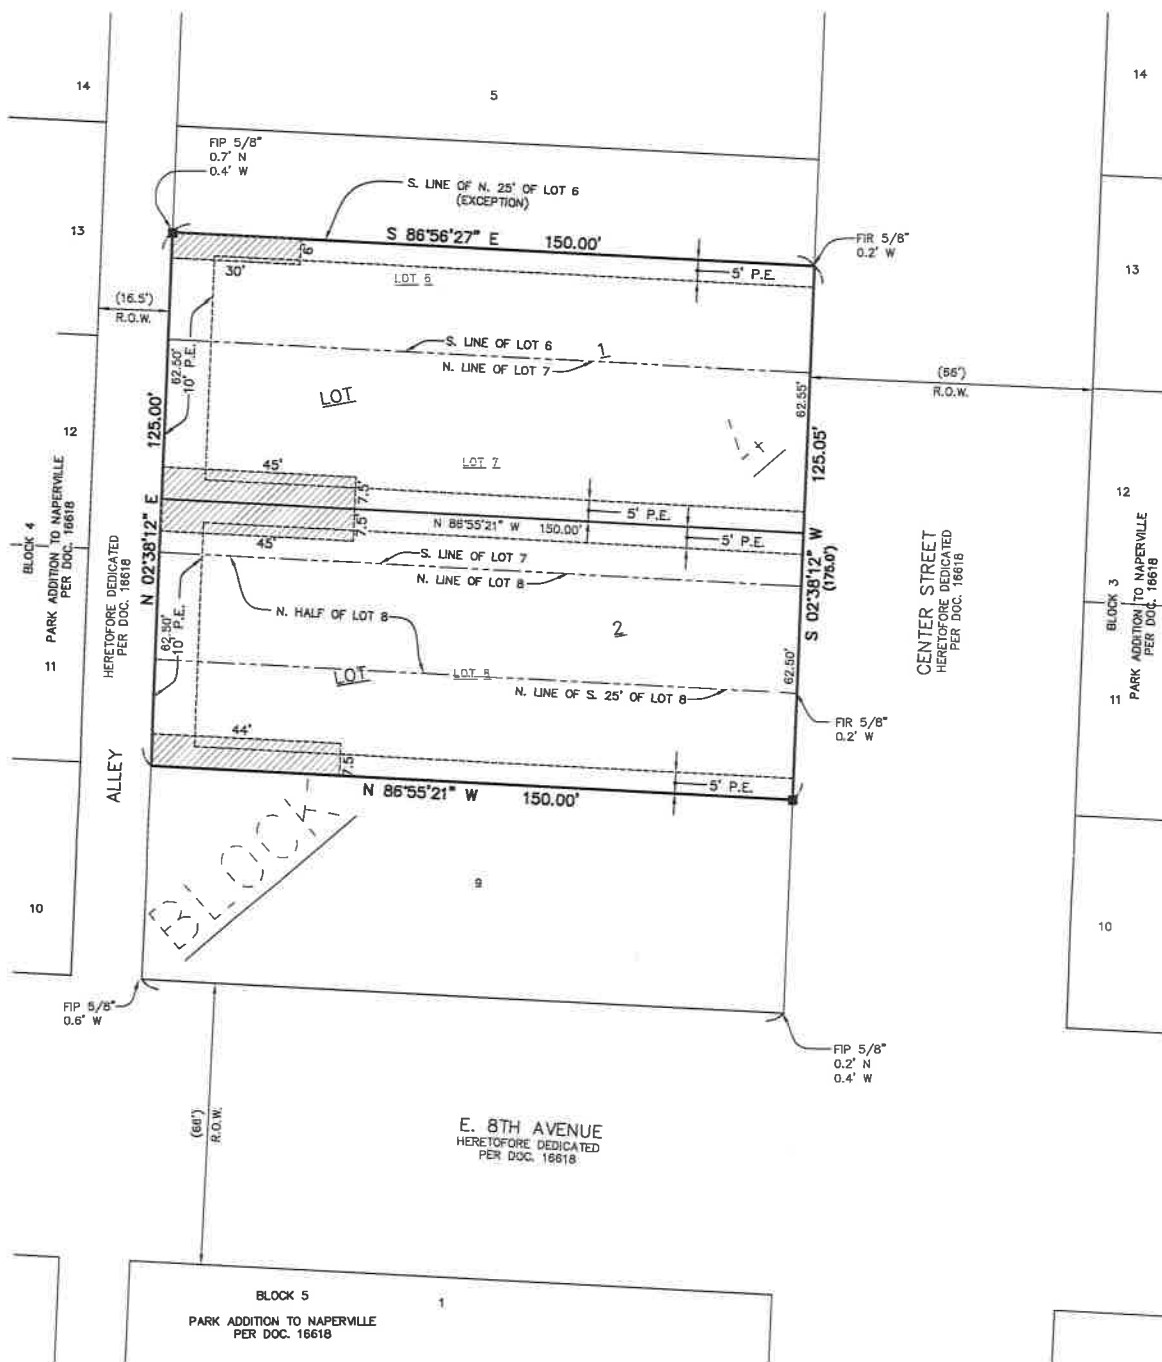 14
5
14
FIP 5/8"
0.7' N
0.4' W
S. LINE OF N. 25' OF LOT 6
(EXCEPTION)
13
S 86°56'27" E 150.00'
FIR 5/8"
0.2' W
13
6'
30'
LOT 6
5' P.E.
(16.5')
R.O.W.
S. LINE OF LOT 6
N. LINE OF LOT 7
1
62.50'
10' P.E.
LOT
62.55'
(66')
R.O.W.
125.00'
12
125.05'
12
45'
LOT 7
7.5'
5' P.E.
N 86°55'21" W 150.00'
7.5'
5' P.E.
45'
N 02°38'12" E
S. LINE OF LOT 7
N. LINE OF LOT 8
S 02°38'12" W
(175.0')
BLOCK 4
PARK ADDITION TO NAPERVILLE
PER DOC. 16618
HERETOFORE DEDICATED
PER DOC. 16618
ALLEY
CENTER STREET
HERETOFORE DEDICATED
PER DOC. 16618
BLOCK 3
PARK ADDITION TO NAPERVILLE
PER DOC. 16618
N. HALF OF LOT 8
2
62.50'
10' P.E.
11
LOT
LOT 8
62.50'
N. LINE OF S. 25' OF LOT 8
11
FIR 5/8"
0.2' W
44'
7.5'
5' P.E.
N 86°55'21" W 150.00'
BLOCK
4
9
10
10
FIP 5/8"
0.6' W
FIP 5/8"
0.2' N
0.4' W
(66')
R.O.W.
E. 8TH AVENUE
HERETOFORE DEDICATED
PER DOC. 16618
BLOCK 5
1
PARK ADDITION TO NAPERVILLE
PER DOC. 16618